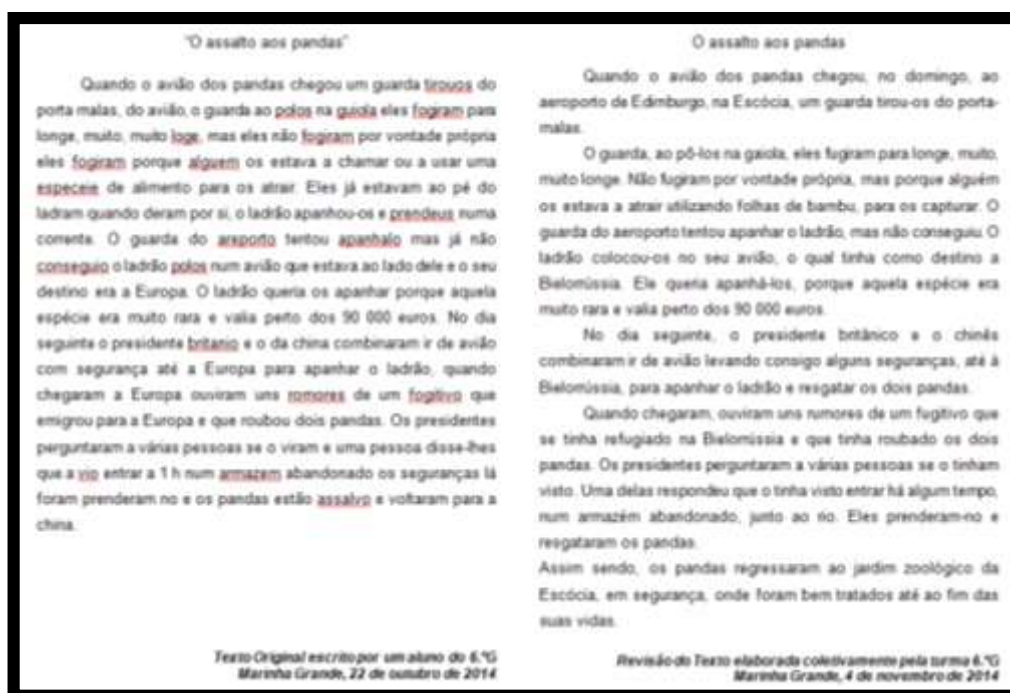 "O assalto aos pandas"
Quando o avião dos pandas chegou um guarda tirouos do
porta malas, do avião, o guarda ao polos na guiola eles fogiram para
longe, muito, muito loge, mas eles não fogiram por vontade própria
eles fogiram porque alguem os estava a chamar ou a usar uma
especeie de alimento para os atrair. Eles já estavam ao pé do
ladram quando deram por si, o ladrão apanhou-os e prendeus numa
corrente. O guarda do areporto tentou apanhalo mas já não
conseguio o ladrão polos num avião que estava ao lado dele e o seu
destino era a Europa. O ladrão queria os apanhar porque aquela
espécie era muito rara e valia perto dos 90 000 euros. No dia
seguinte o presidente britanio e o da china combinaram ir de avião
com segurança até a Europa para apanhar o ladrão, quando
chegaram a Europa ouviram uns romores de um fogitivo que
emigrou para a Europa e que roubou dois pandas. Os presidentes
perguntaram a várias pessoas se o viram e uma pessoa disse-lhes
que a vio entrar a 1 h num armazem abandonado os seguranças lá
foram prenderam no e os pandas estão assalvo e voltaram para a
china.
Texto Original escrito por um aluno do 6.ºG
Marinha Grande, 22 de outubro de 2014
O assalto aos pandas
Quando o avião dos pandas chegou, no domingo, ao
aeroporto de Edimburgo, na Escócia, um guarda tirou-os do porta-
malas.
O guarda, ao pô-los na gaiola, eles fugiram para longe, muito,
muito longe. Não fugiram por vontade própria, mas porque alguém
os estava a atrair utilizando folhas de bambu, para os capturar. O
guarda do aeroporto tentou apanhar o ladrão, mas não conseguiu. O
ladrão colocou-os no seu avião, o qual tinha como destino a
Bielorrússia. Ele queria apanhá-los, porque aquela espécie era
muito rara e valia perto dos 90 000 euros.
No dia seguinte, o presidente britânico e o chinês
combinaram ir de avião levando consigo alguns seguranças, até à
Bielorrússia, para apanhar o ladrão e resgatar os dois pandas.
Quando chegaram, ouviram uns rumores de um fugitivo que
se tinha refugiado na Bielorrússia e que tinha roubado os dois
pandas. Os presidentes perguntaram a várias pessoas se o tinham
visto. Uma delas respondeu que o tinha visto entrar há algum tempo,
num armazém abandonado, junto ao rio. Eles prenderam-no e
resgataram os pandas.
Assim sendo, os pandas regressaram ao jardim zoológico da
Escócia, em segurança, onde foram bem tratados até ao fim das
suas vidas.
Revisão do Texto elaborada coletivamente pela turma 6.ºG
Marinha Grande, 4 de novembro de 2014